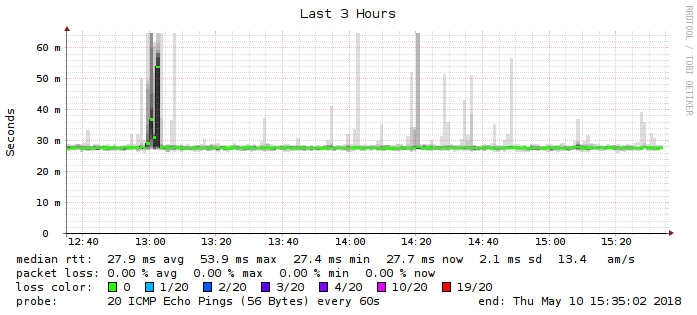 Last 3 Hours
RRDTOOL / TOBI OETIKER
Seconds
60 m
50 m
40 m
30 m
20 m
10 m
0
12:40 13:00 13:20 13:40 14:00 14:20 14:40 15:00 15:20
median rtt: 27.9 ms avg 53.9 ms max 27.4 ms min 27.7 ms now 2.1 ms sd 13.4 am/s
packet loss: 0.00 % avg 0.00 % max 0.00 % min 0.00 % now
loss color: 0 1/20 2/20 3/20 4/20 10/20 19/20
probe: 20 ICMP Echo Pings (56 Bytes) every 60s end: Thu May 10 15:35:02 2018